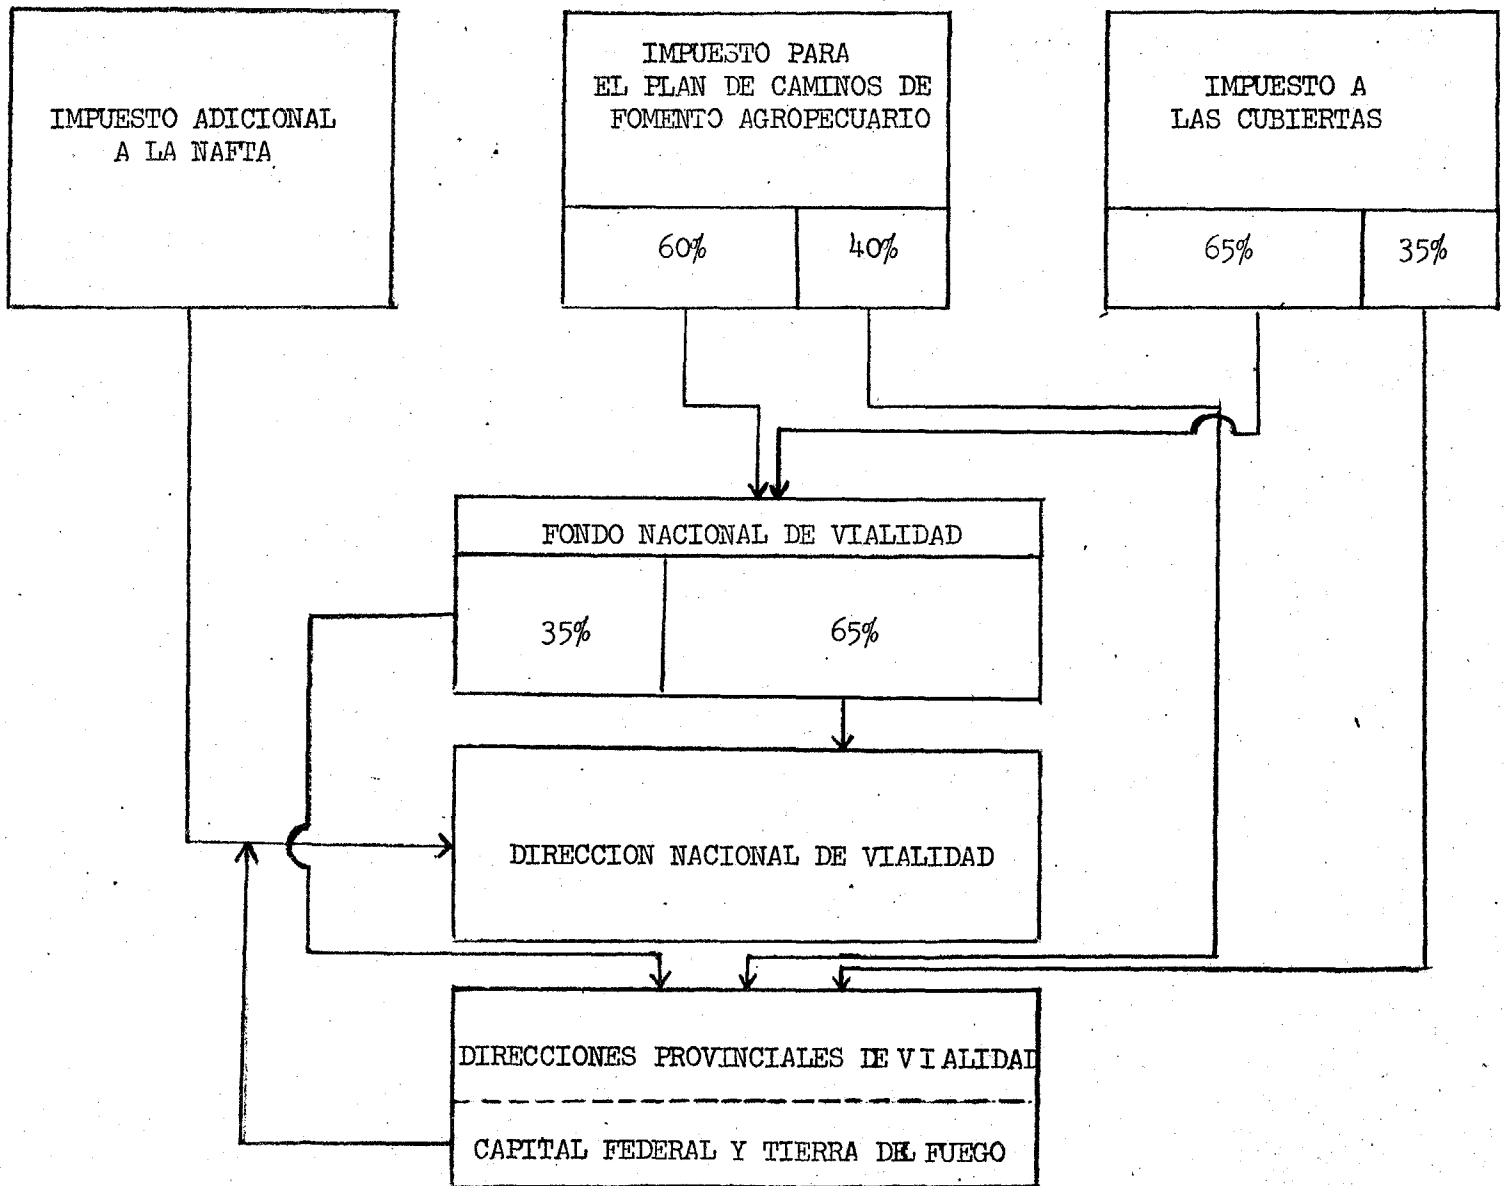 IMPUESTO ADICIONAL
A LA NAFTA
IMPUESTO PARA
EL PLAN DE CAMINOS DE
FOMENTO AGROPECUARIO
60%
40%
IMPUESTO A
LAS CUBIERTAS
65%
35%
FONDO NACIONAL DE VIALIDAD
35%
65%
DIRECCION NACIONAL DE VIALIDAD
DIRECCIONES PROVINCIALES DE VIALIDAD
CAPITAL FEDERAL Y TIERRA DEL FUEGO